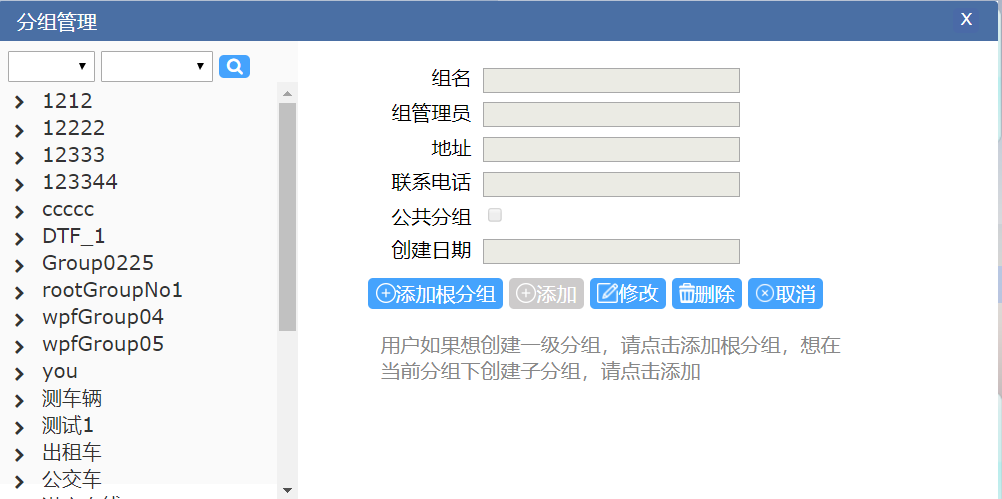 分组管理
X
1212
12222
12333
123344
ccccc
DTF_1
Group0225
rootGroupNo1
wpfGroup04
wpfGroup05
you
测车辆
测试1
出租车
公交车
组名
组管理员
地址
联系电话
公共分组
创建日期
添加根分组 添加 修改 删除 取消
用户如果想创建一级分组，请点击添加根分组，想在
当前分组下创建子分组，请点击添加